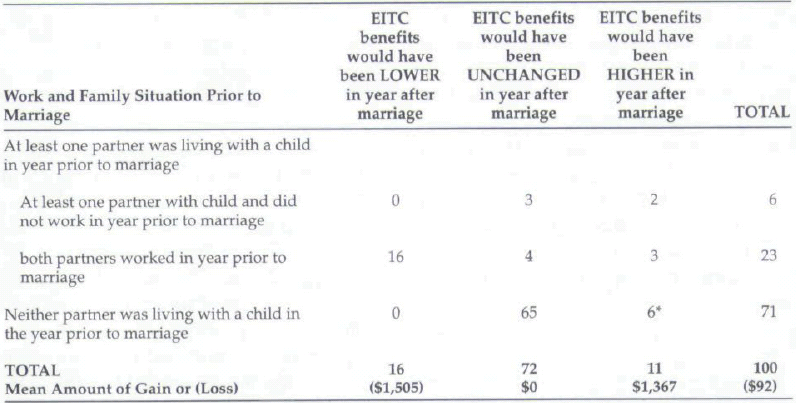 EITC benefits would have been LOWER in year after marriage
EITC benefits would have been UNCHANGED in year after marriage
EITC benefits would have been HIGHER in year after marriage
Work and Family Situation Prior to Marriage
TOTAL
At least one partner was living with a child
in year prior to marriage
At least one partner with child and did 0 3 2 6
not work in year prior to marriage
both partners worked in year prior to 16 4 3 23
marriage
Neither partner was living with a child in 0 65 6* 71
the year prior to marriage
TOTAL 16 72 11 100
Mean Amount of Gain or (Loss) ($1,505) $0 $1,367 ($92)